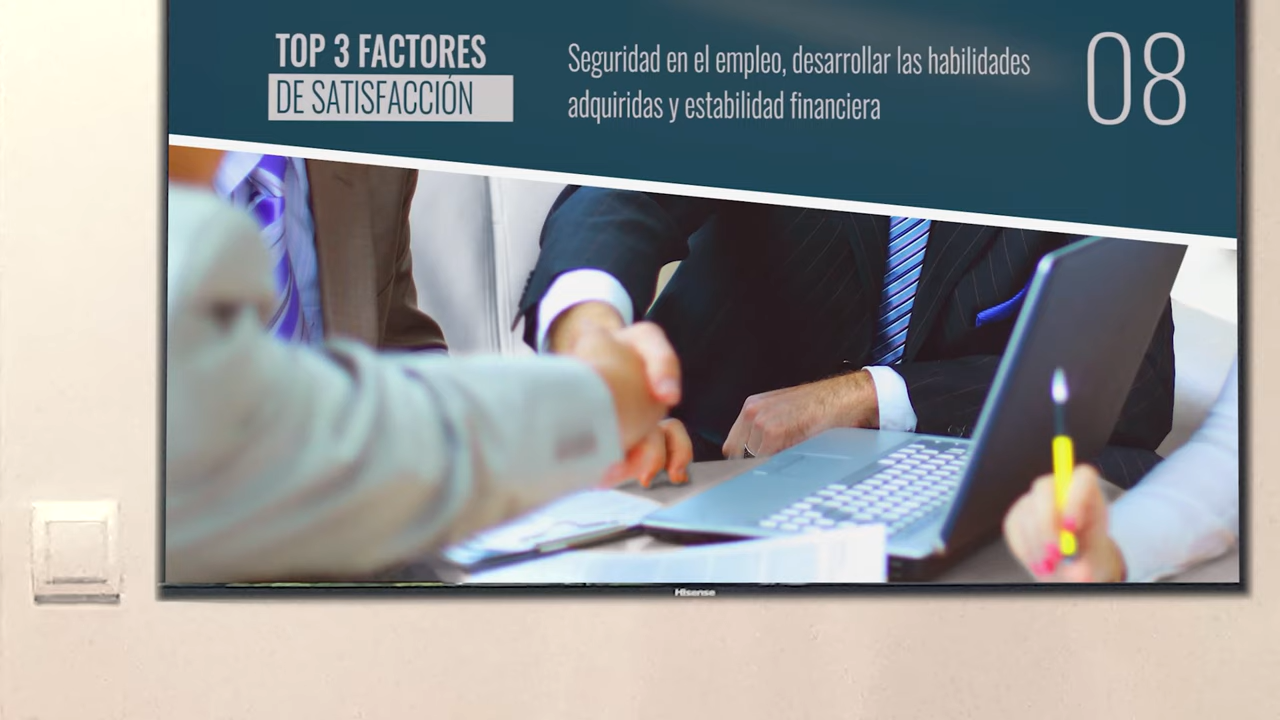 TOP 3 FACTORES
DE SATISFACCIÓN
Seguridad en el empleo, desarrollar las habilidades
adquiridas y estabilidad financiera
08
Hisense